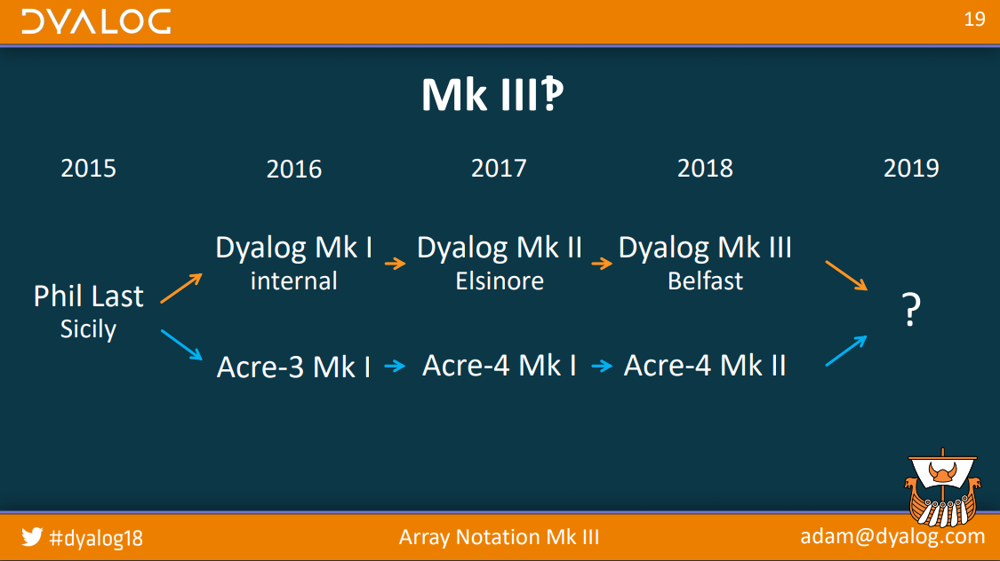 DYALOG
19
Mk III‽
2015 2016 2017 2018 2019
Dyalog Mk I → Dyalog Mk II → Dyalog Mk III
internal Elsinore Belfast
Phil Last
Sicily
?
Acre-3 Mk I → Acre-4 Mk I → Acre-4 Mk II
#dyalog18 Array Notation Mk III adam@dyalog.com